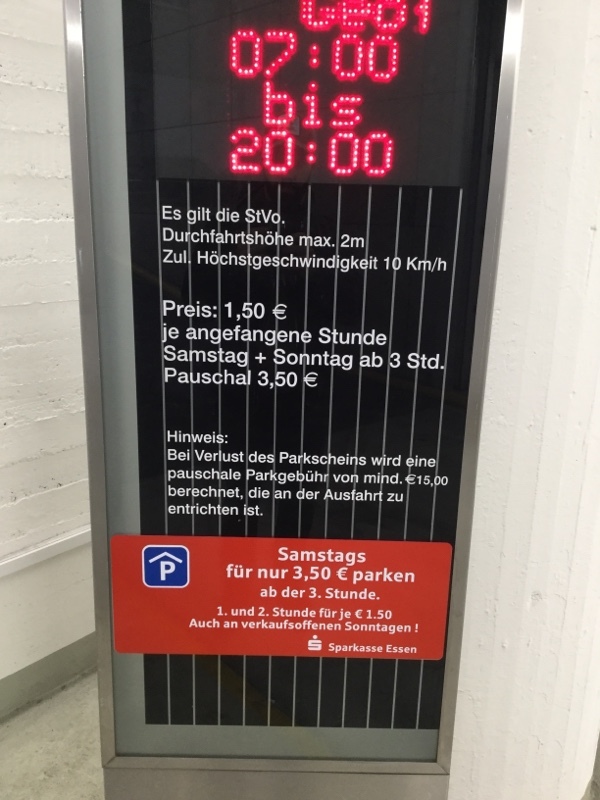 07:00
bis
20:00
Es gilt die StVo.
Durchfahrtshöhe max. 2m
Zul. Höchstgeschwindigkeit 10 Km/h
Preis: 1,50 €
je angefangene Stunde
Samstag + Sonntag ab 3 Std.
Pauschal 3,50 €
Hinweis:
Bei Verlust des Parkscheins wird eine
pauschale Parkgebühr von mind. €15,00
berechnet, die an der Ausfahrt zu
entrichten ist.
P
Samstags
für nur 3,50 € parken
ab der 3. Stunde.
1. und 2. Stunde für je € 1.50
Auch an verkaufsoffenen Sonntagen !
Sparkasse Essen